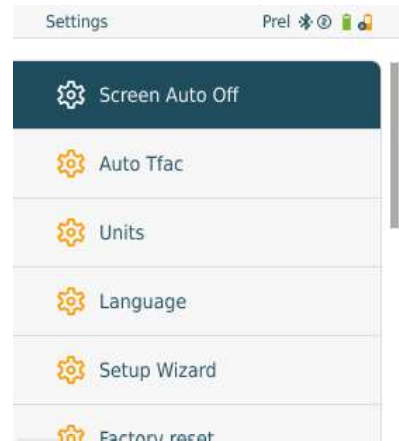 Settings Prel
Screen Auto Off
Auto Tfac
Units
Language
Setup Wizard
Factory reset